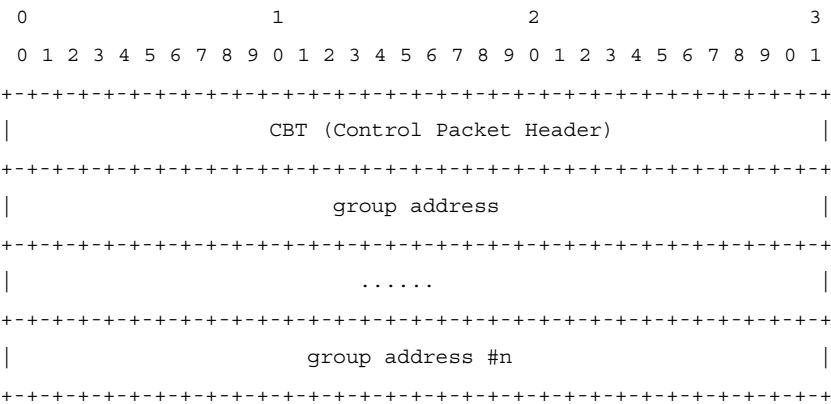 0                   1                   2                   3
0 1 2 3 4 5 6 7 8 9 0 1 2 3 4 5 6 7 8 9 0 1 2 3 4 5 6 7 8 9 0 1
+-+-+-+-+-+-+-+-+-+-+-+-+-+-+-+-+-+-+-+-+-+-+-+-+-+-+-+-+-+-+-+-+
| CBT (Control Packet Header) |
+-+-+-+-+-+-+-+-+-+-+-+-+-+-+-+-+-+-+-+-+-+-+-+-+-+-+-+-+-+-+-+-+
| group address |
+-+-+-+-+-+-+-+-+-+-+-+-+-+-+-+-+-+-+-+-+-+-+-+-+-+-+-+-+-+-+-+-+
| ...... |
+-+-+-+-+-+-+-+-+-+-+-+-+-+-+-+-+-+-+-+-+-+-+-+-+-+-+-+-+-+-+-+-+
| group address #n |
+-+-+-+-+-+-+-+-+-+-+-+-+-+-+-+-+-+-+-+-+-+-+-+-+-+-+-+-+-+-+-+-+